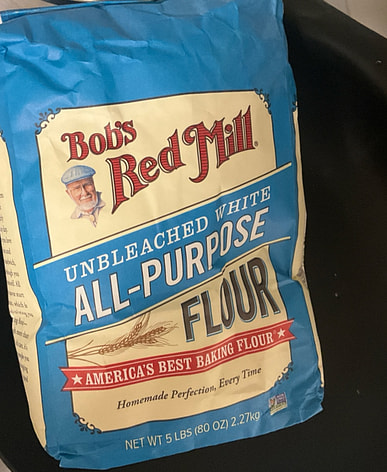 Bob's
Red Mill
UNBLEACHED WHITE
ALL-PURPOSE
FLOUR
★ AMERICA'S BEST BAKING FLOUR™ ★
Homemade Perfection, Every Time
NET WT 5 LBS (80 OZ) 2.27kg